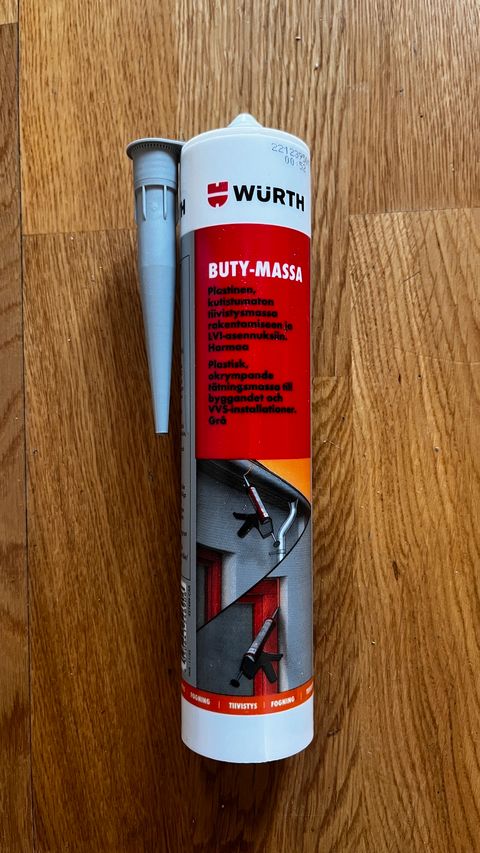 WÜRTH
BUTY-MASSA
Plastinen,
kutistumaton
tiivistysmassa
rakentamiseen ja
LVI-asennuksiin.
Harmaa
Plastisk,
okrympande
tätningsmassa till
byggandet och
VVS-installationer.
Grå
FOGNING | TIIVISTYS | FOGNING